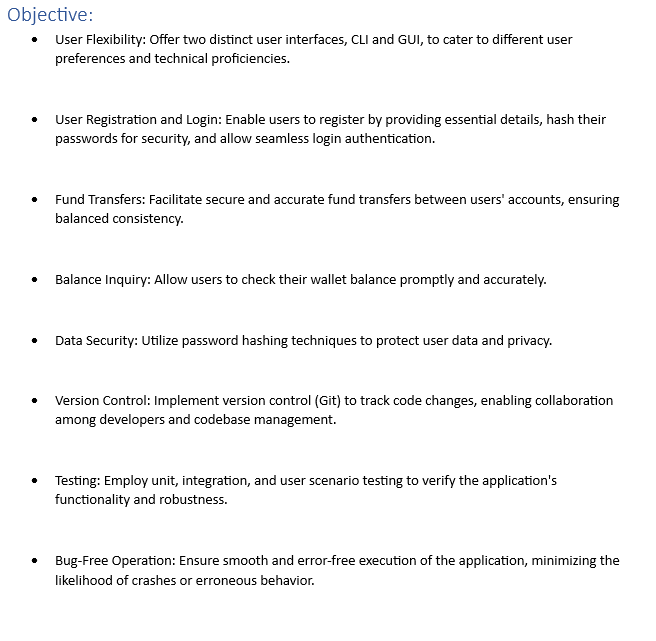 Objective:
• User Flexibility: Offer two distinct user interfaces, CLI and GUI, to cater to different user
preferences and technical proficiencies.
• User Registration and Login: Enable users to register by providing essential details, hash their
passwords for security, and allow seamless login authentication.
• Fund Transfers: Facilitate secure and accurate fund transfers between users' accounts, ensuring
balanced consistency.
• Balance Inquiry: Allow users to check their wallet balance promptly and accurately.
• Data Security: Utilize password hashing techniques to protect user data and privacy.
• Version Control: Implement version control (Git) to track code changes, enabling collaboration
among developers and codebase management.
• Testing: Employ unit, integration, and user scenario testing to verify the application's
functionality and robustness.
• Bug-Free Operation: Ensure smooth and error-free execution of the application, minimizing the
likelihood of crashes or erroneous behavior.